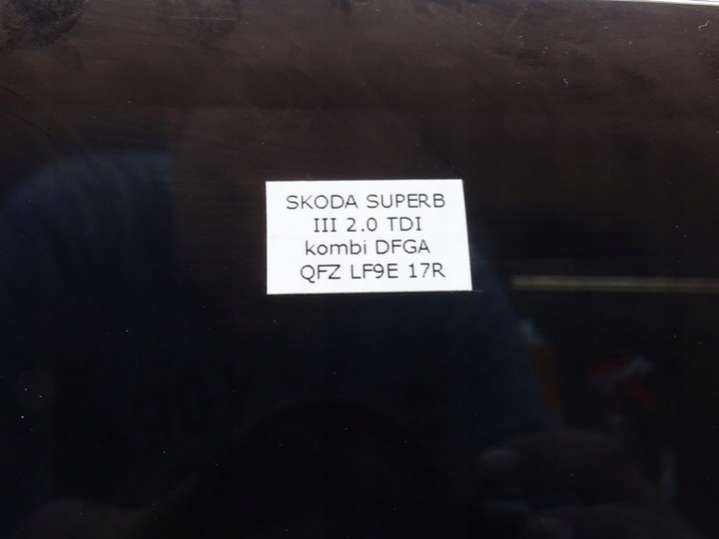 SKODA SUPERB
III 2.0 TDI
kombi DFGA
QFZ LF9E 17R